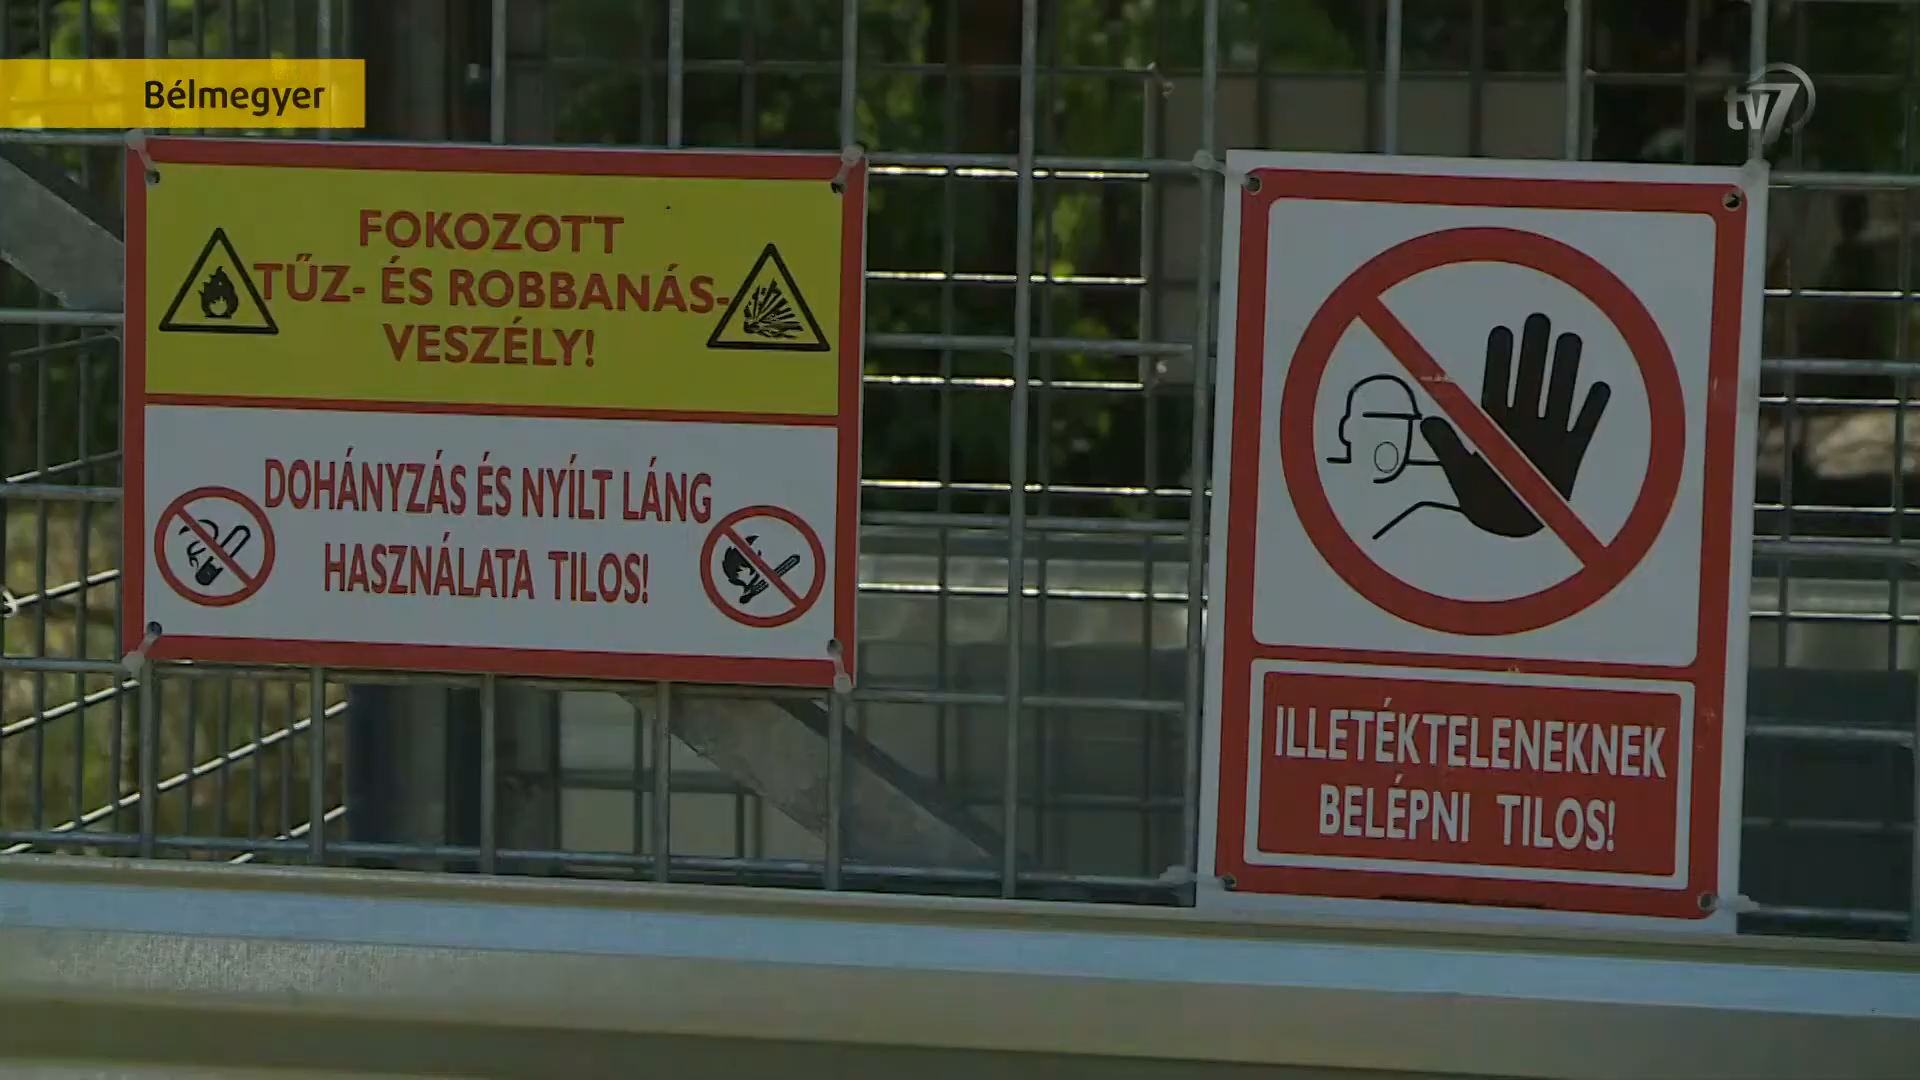 Bélmegyer
tv7
FOKOZOTT
TŰZ- ÉS ROBBANÁS-
VESZÉLY!
DOHÁNYZÁS ÉS NYÍLT LÁNG
HASZNÁLATA TILOS!
ILLETÉKTELENEKNEK
BELÉPNI TILOS!